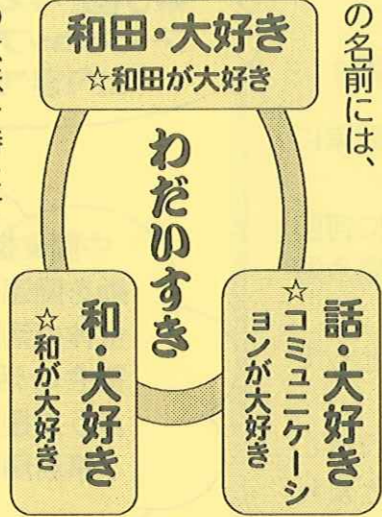 の名前には、
和田・大好き
☆和田が大好き
わだいすき
話・大好き
☆コミュニケーシ
ョンが大好き
和・大好き
☆和が大好き